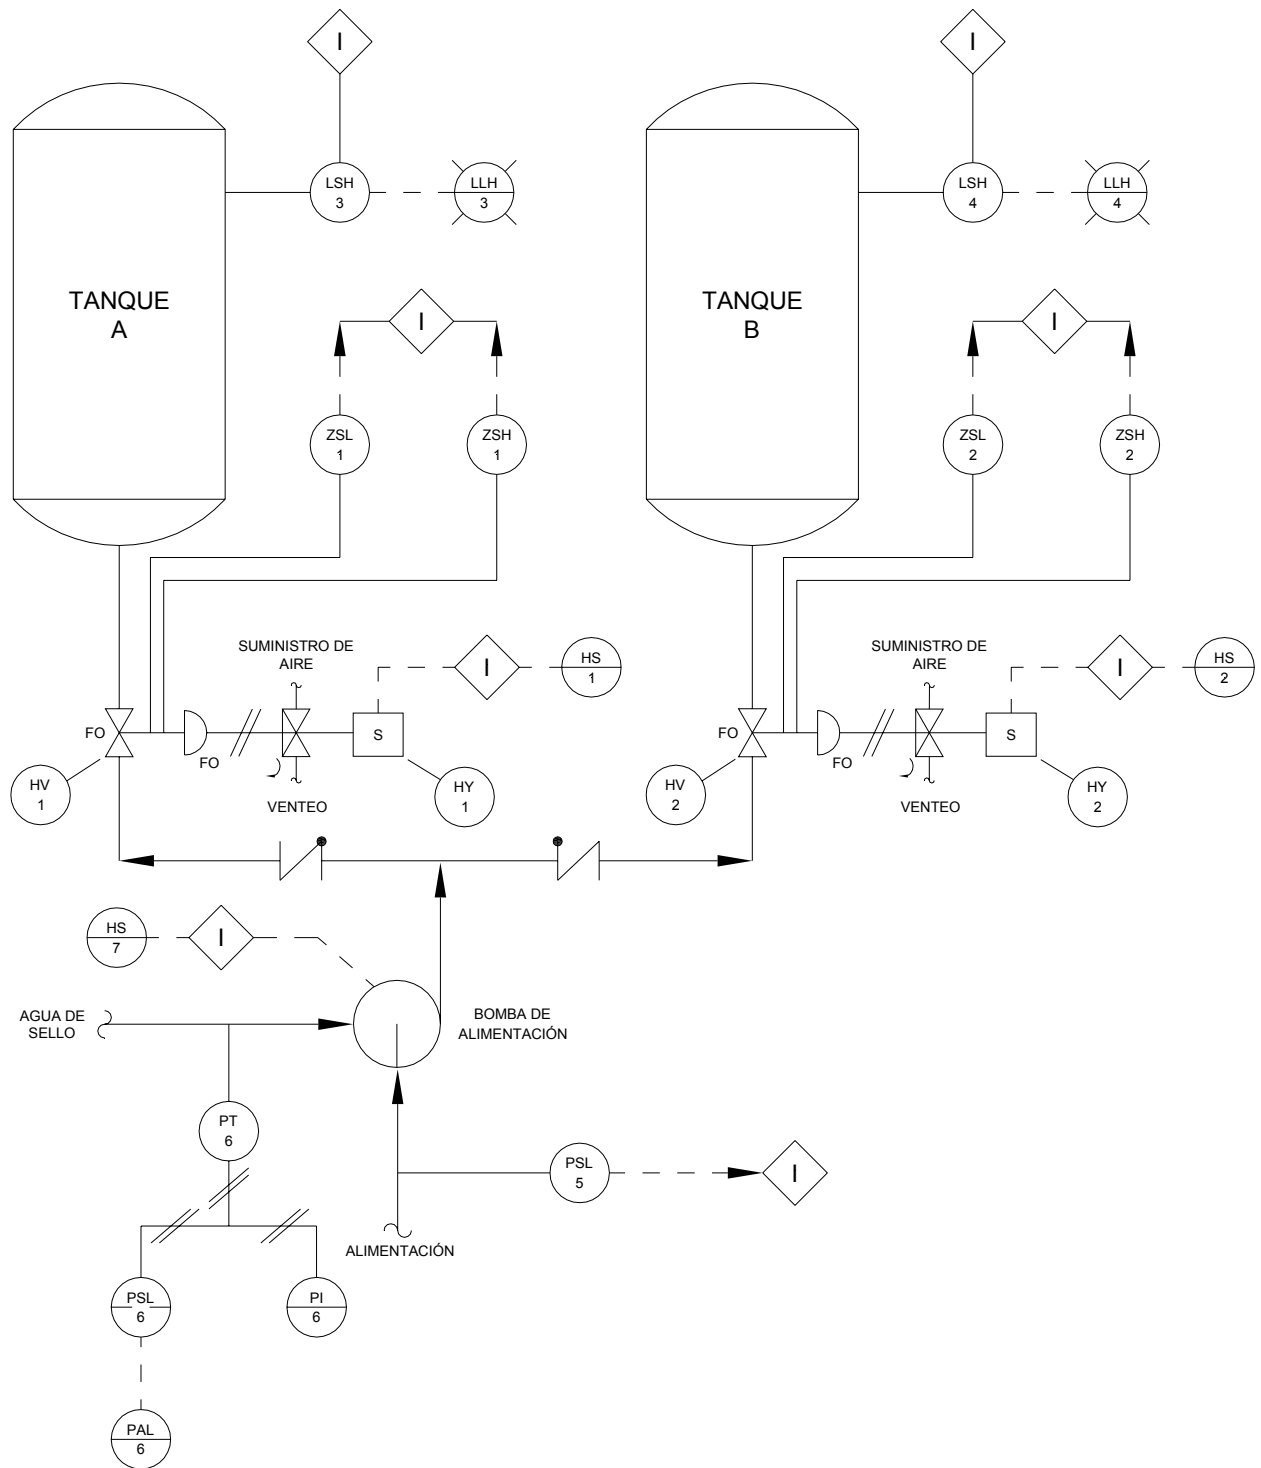 I
I
LSH
3
LLH
3
LSH
4
LLH
4
TANQUE
A
TANQUE
B
I
I
ZSL
1
ZSH
1
ZSL
2
ZSH
2
SUMINISTRO DE
AIRE
I
HS
1
SUMINISTRO DE
AIRE
I
HS
2
FO
S
FO
FO
S
FO
HV
1
VENTEO
HY
1
HV
2
VENTEO
HY
2
HS
7
I
AGUA DE
SELLO
BOMBA DE
ALIMENTACIÓN
PT
6
PSL
5
I
ALIMENTACIÓN
PSL
6
PI
6
PAL
6